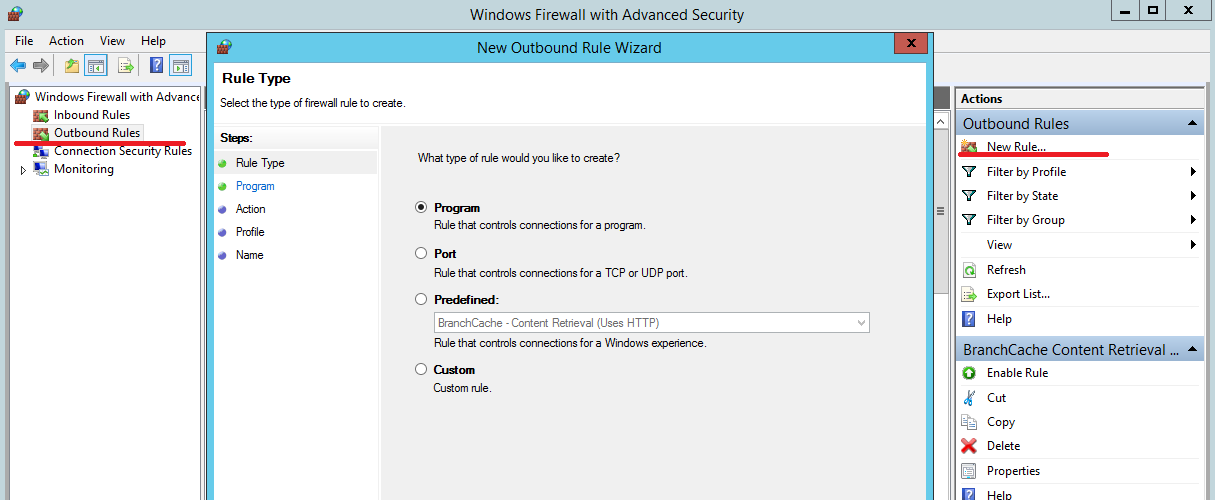 Windows Firewall with Advanced Security
File Action View Help
Windows Firewall with Advance
Inbound Rules
Outbound Rules
Connection Security Rules
Monitoring
New Outbound Rule Wizard
Rule Type
Select the type of firewall rule to create.
Steps:
Rule Type
Program
Action
Profile
Name
What type of rule would you like to create?
Program
Rule that controls connections for a program.
Port
Rule that controls connections for a TCP or UDP port.
Predefined:
BranchCache - Content Retrieval (Uses HTTP)
Rule that controls connections for a Windows experience.
Custom
Custom rule.
Actions
Outbound Rules
New Rule...
Filter by Profile
Filter by State
Filter by Group
View
Refresh
Export List...
Help
BranchCache Content Retrieval ...
Enable Rule
Cut
Copy
Delete
Properties
Help